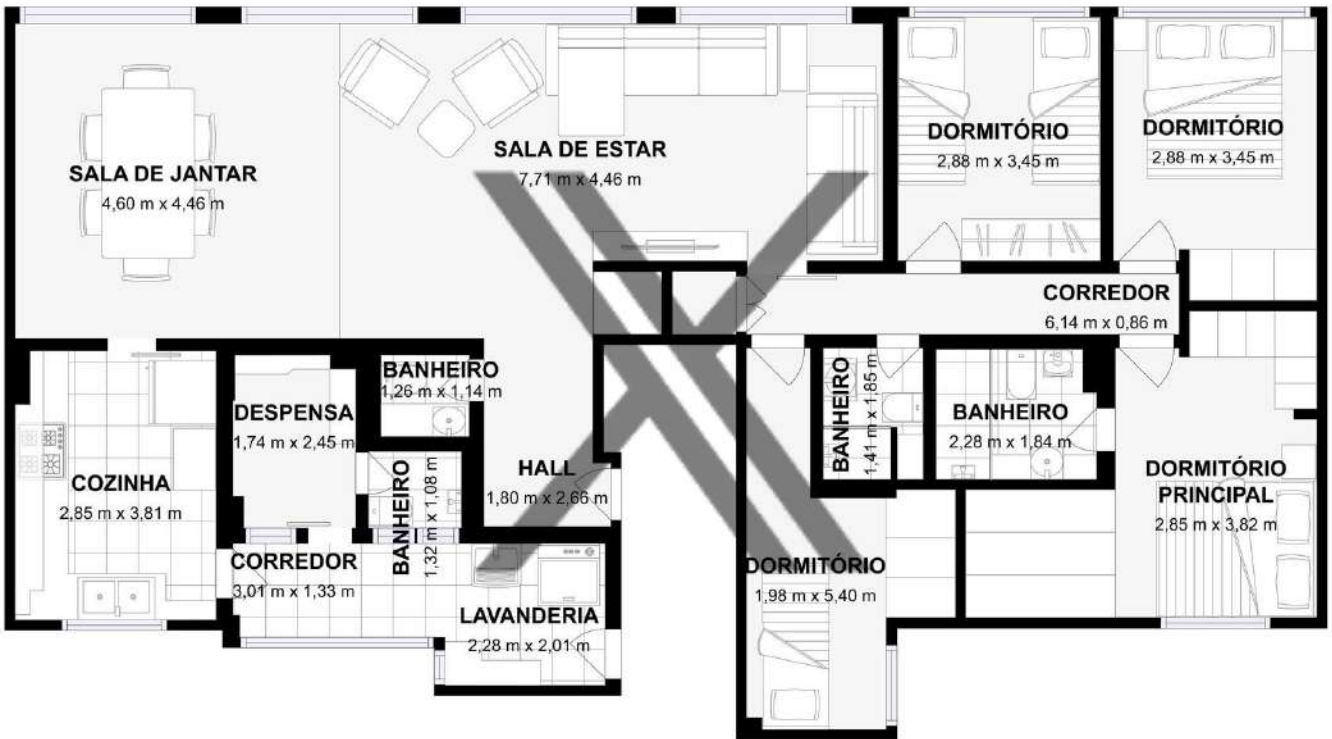 SALA DE JANTAR
4,60 m x 4,46 m
SALA DE ESTAR
7,71 m x 4,46 m
DORMITÓRIO
2,88 m x 3,45 m
DORMITÓRIO
2,88 m x 3,45 m
CORREDOR
6,14 m x 0,86 m
COZINHA
2,85 m x 3,81 m
DESPENSA
1,74 m x 2,45 m
BANHEIRO
1,26 m x 1,14 m
BANHEIRO
1,32 m x 1,08 m
HALL
1,80 m x 2,66 m
BANHEIRO
1,41 m x 1,85 m
BANHEIRO
2,28 m x 1,84 m
DORMITÓRIO
PRINCIPAL
2,85 m x 3,82 m
CORREDOR
3,01 m x 1,33 m
LAVANDERIA
2,28 m x 2,01 m
DORMITÓRIO
1,98 m x 5,40 m